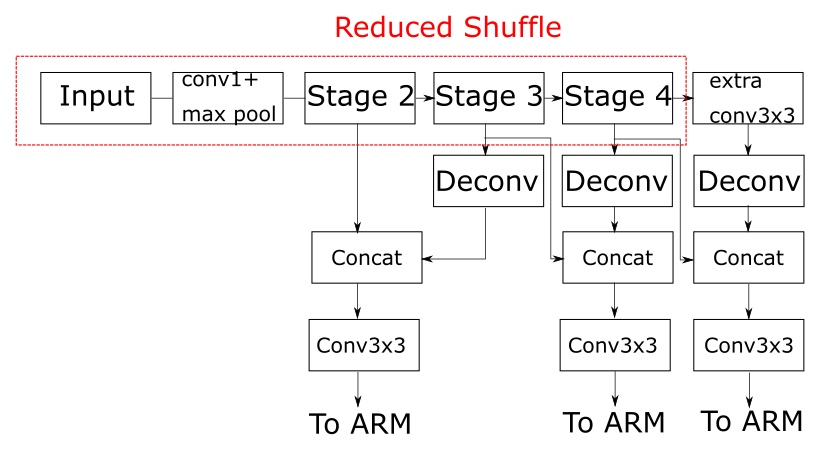 Reduced Shuffle
Input
conv1+
max pool
Stage 2
Stage 3
Stage 4
extra
conv3x3
Deconv
Deconv
Deconv
Concat
Concat
Concat
Conv3x3
Conv3x3
Conv3x3
To ARM
To ARM
To ARM